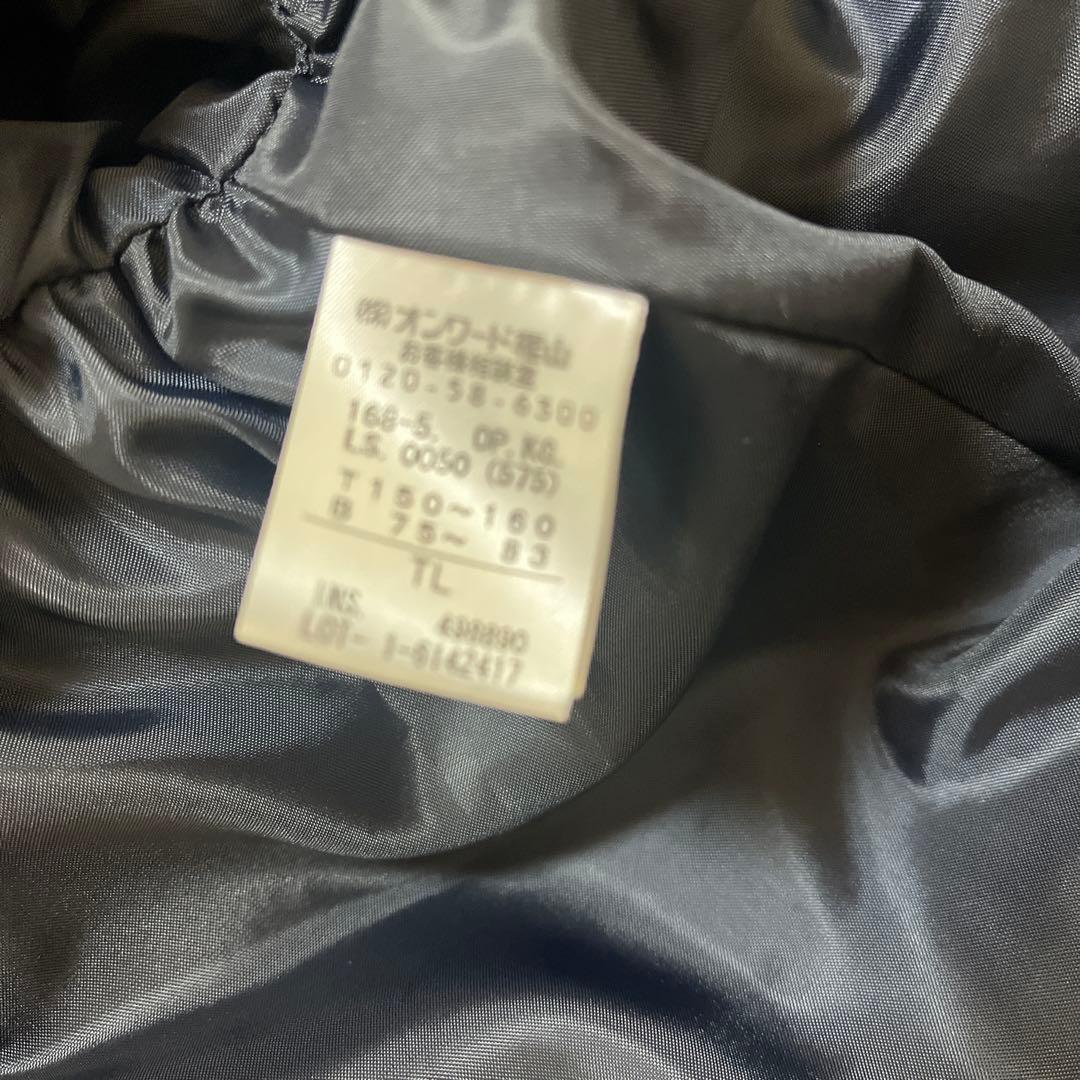 ㈱オンワード樫山
お客様相談室
0120-58-6300
168-5. OP.KG.
LS. 0050 (575)
T 150～160
B 75～ 83
TL
INS. 498890
LOT- 1-6142417